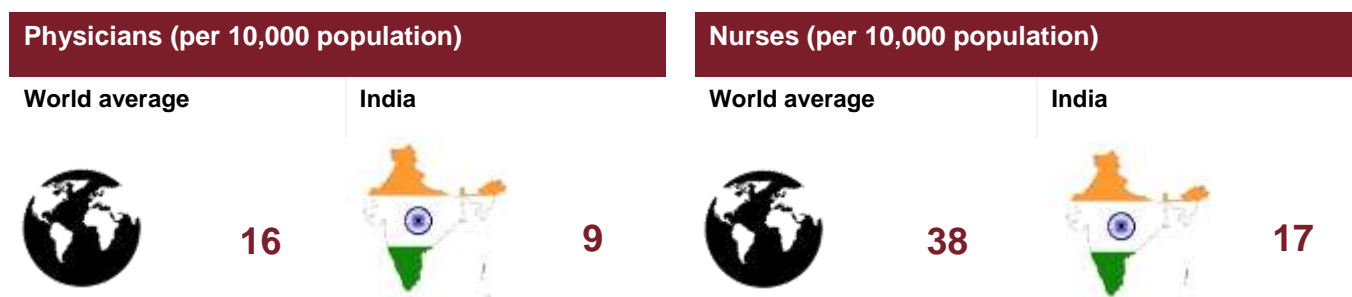 Physicians (per 10,000 population)
World average
India
16
9
Nurses (per 10,000 population)
World average
India
38
17